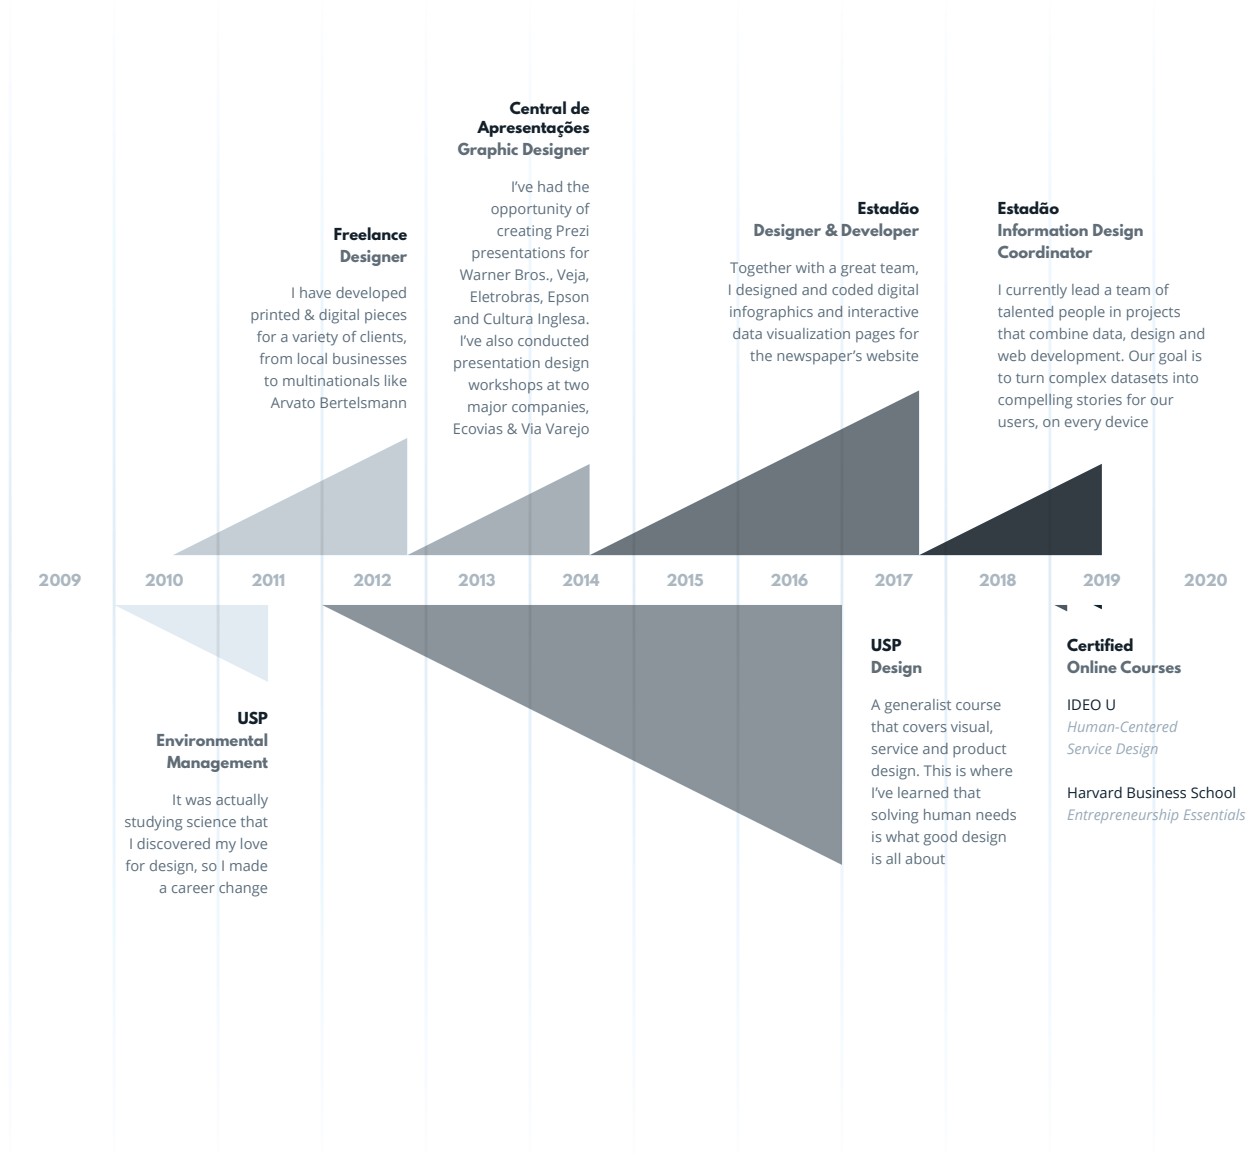 Central de
Apresentações
Graphic Designer
I’ve had the
opportunity of
creating Prezi
presentations for
Warner Bros., Veja,
Eletrobras, Epson
and Cultura Inglesa.
I’ve also conducted
presentation design
workshops at two
major companies,
Ecovias & Via Varejo
Freelance
Designer
I have developed
printed & digital pieces
for a variety of clients,
from local businesses
to multinationals like
Arvato Bertelsmann
Estadão
Designer & Developer
Together with a great team,
I designed and coded digital
infographics and interactive
data visualization pages for
the newspaper’s website
Estadão
Information Design
Coordinator
I currently lead a team of
talented people in projects
that combine data, design and
web development. Our goal is
to turn complex datasets into
compelling stories for our
users, on every device
2009 2010 2011 2012 2013 2014 2015 2016 2017 2018 2019 2020
USP
Environmental
Management
It was actually
studying science that
I discovered my love
for design, so I made
a career change
USP
Design
A generalist course
that covers visual,
service and product
design. This is where
I’ve learned that
solving human needs
is what good design
is all about
Certified
Online Courses
IDEO U
Human-Centered
Service Design
Harvard Business School
Entrepreneurship Essentials